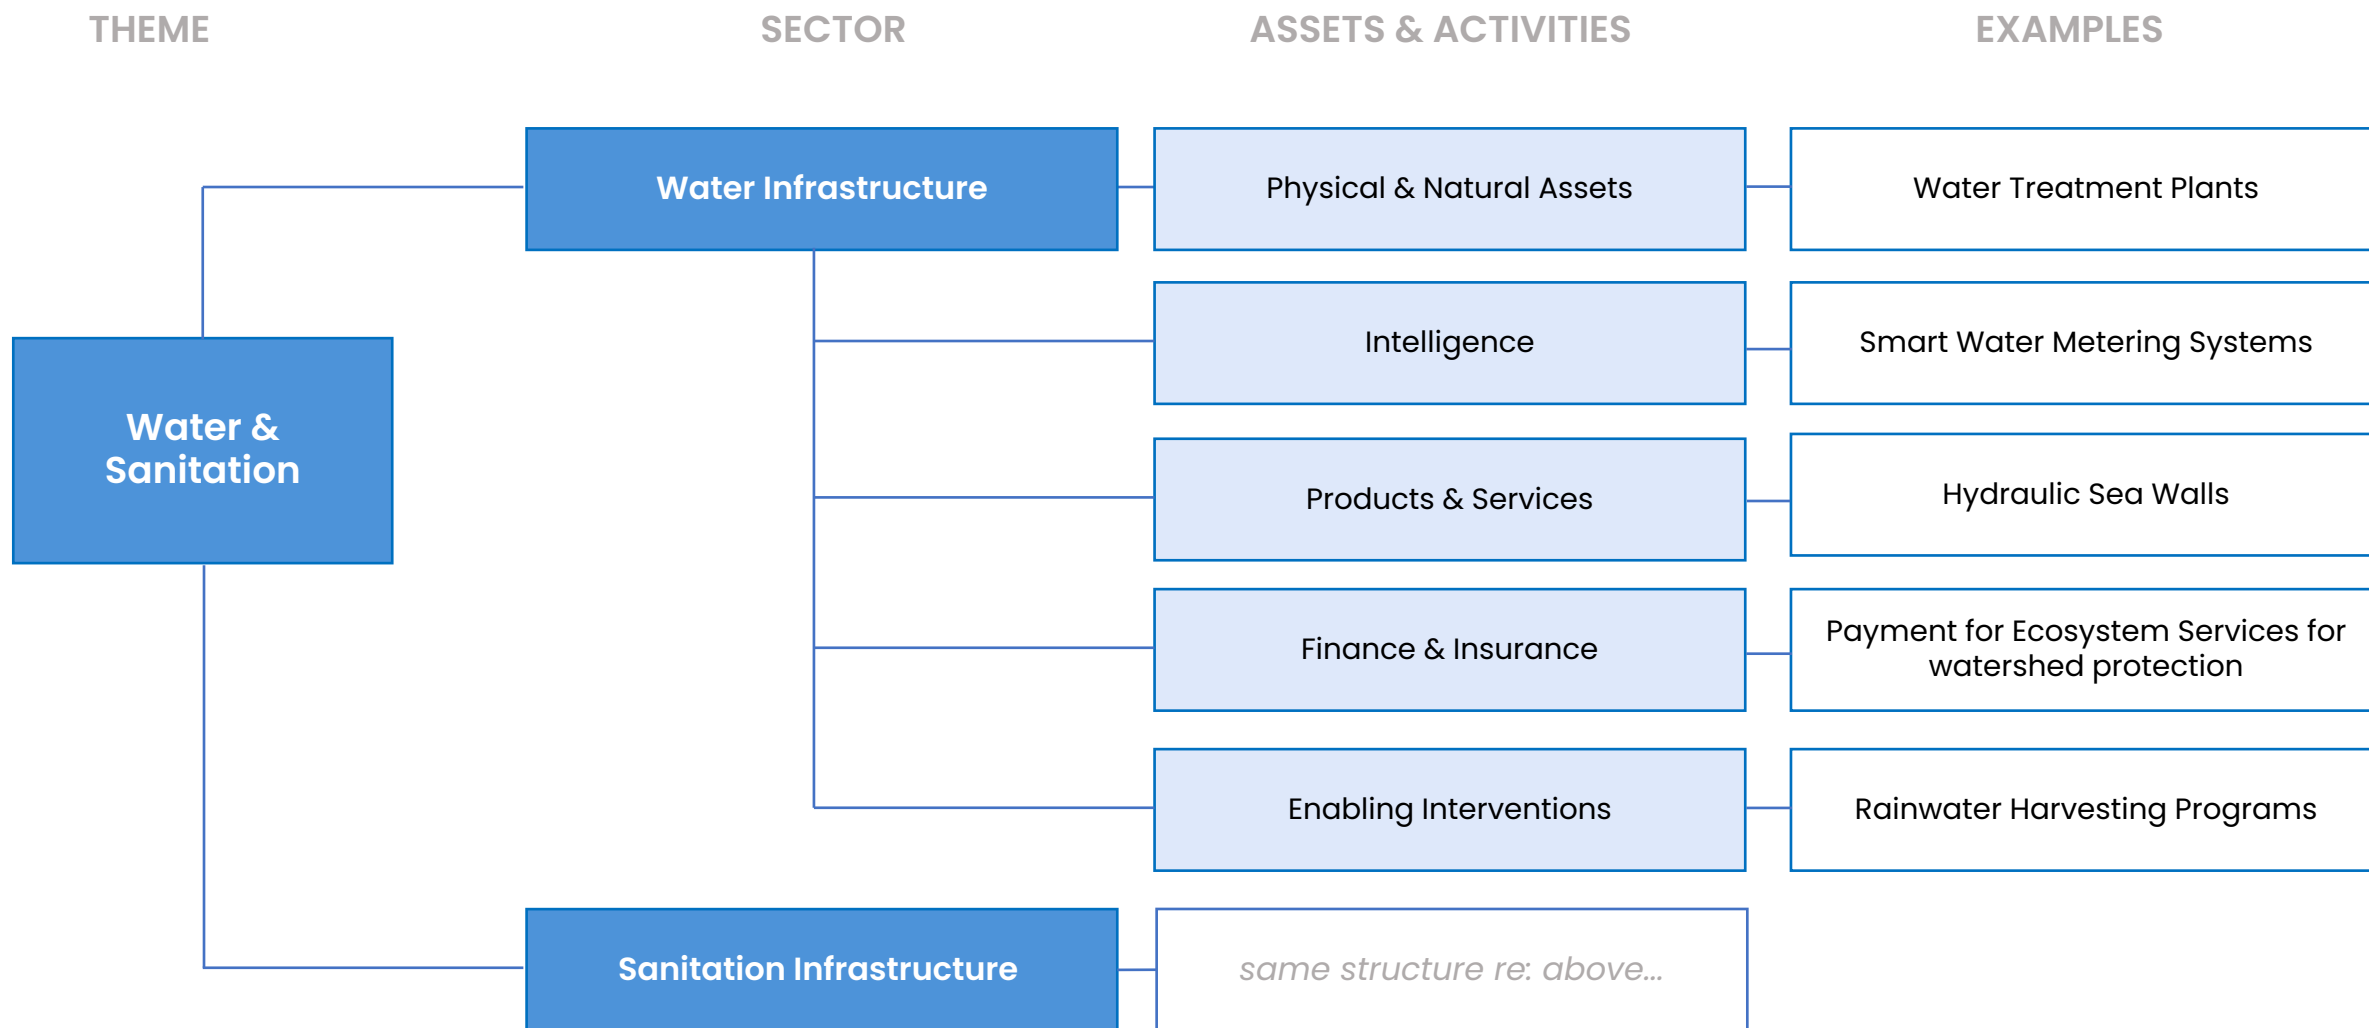 THEME
SECTOR
ASSETS & ACTIVITIES
EXAMPLES
Water Infrastructure
Physical & Natural Assets
Water Treatment Plants
Intelligence
Smart Water Metering Systems
Water &
Sanitation
Products & Services
Hydraulic Sea Walls
Finance & Insurance
Payment for Ecosystem Services for
watershed protection
Enabling Interventions
Rainwater Harvesting Programs
Sanitation Infrastructure
same structure re: above...